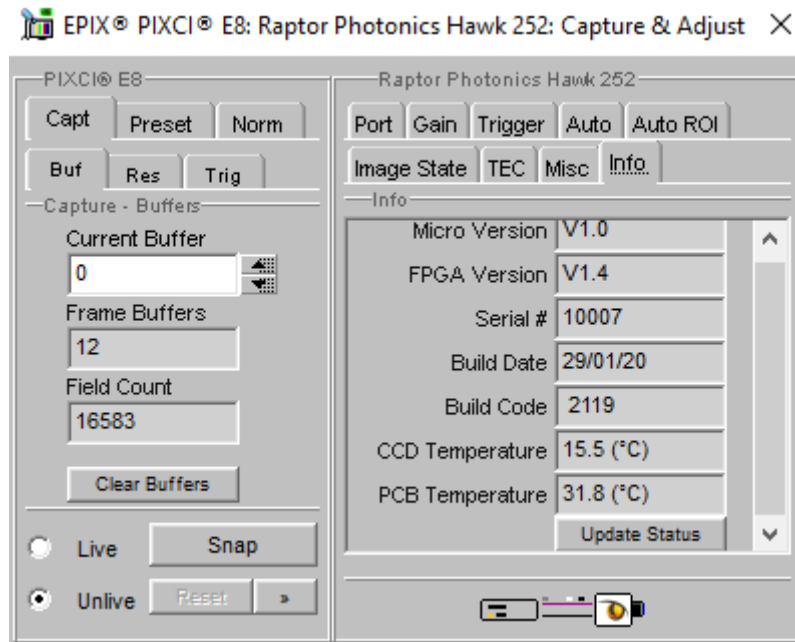 EPIX® PIXCI® E8: Raptor Photonics Hawk 252: Capture & Adjust
PIXCI® E8
Capt Preset Norm
Buf Res Trig
Capture - Buffers
Current Buffer
0
Frame Buffers
12
Field Count
16583
Clear Buffers
Live Snap
Unlive Reset »
Raptor Photonics Hawk 252
Port Gain Trigger Auto Auto ROI
Image State TEC Misc Info.
Info
Micro Version V1.0
FPGA Version V1.4
Serial # 10007
Build Date 29/01/20
Build Code 2119
CCD Temperature 15.5 (°C)
PCB Temperature 31.8 (°C)
Update Status